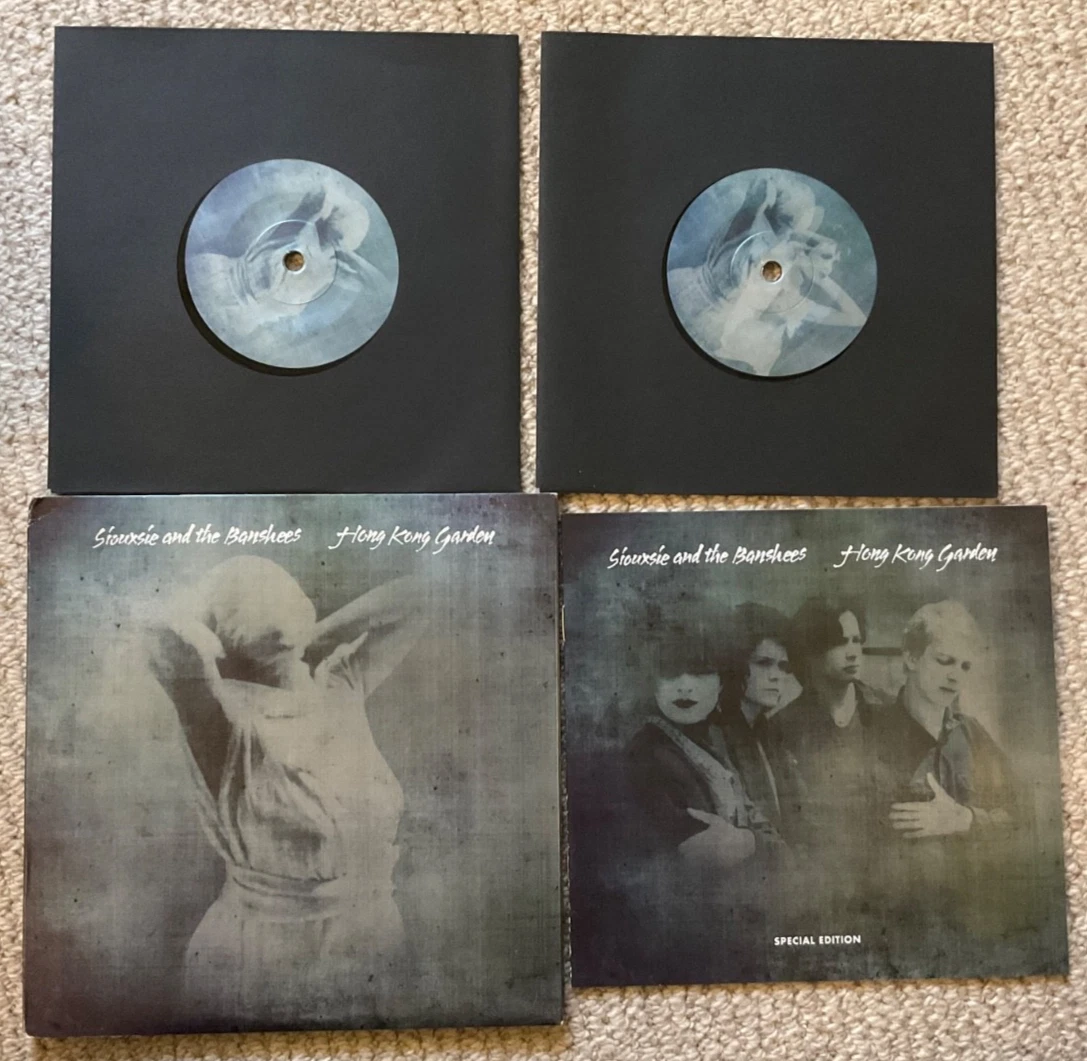 Siouxsie and the Banshees Hong Kong Garden
Siouxsie and the Banshees Hong Kong Garden
SPECIAL EDITION